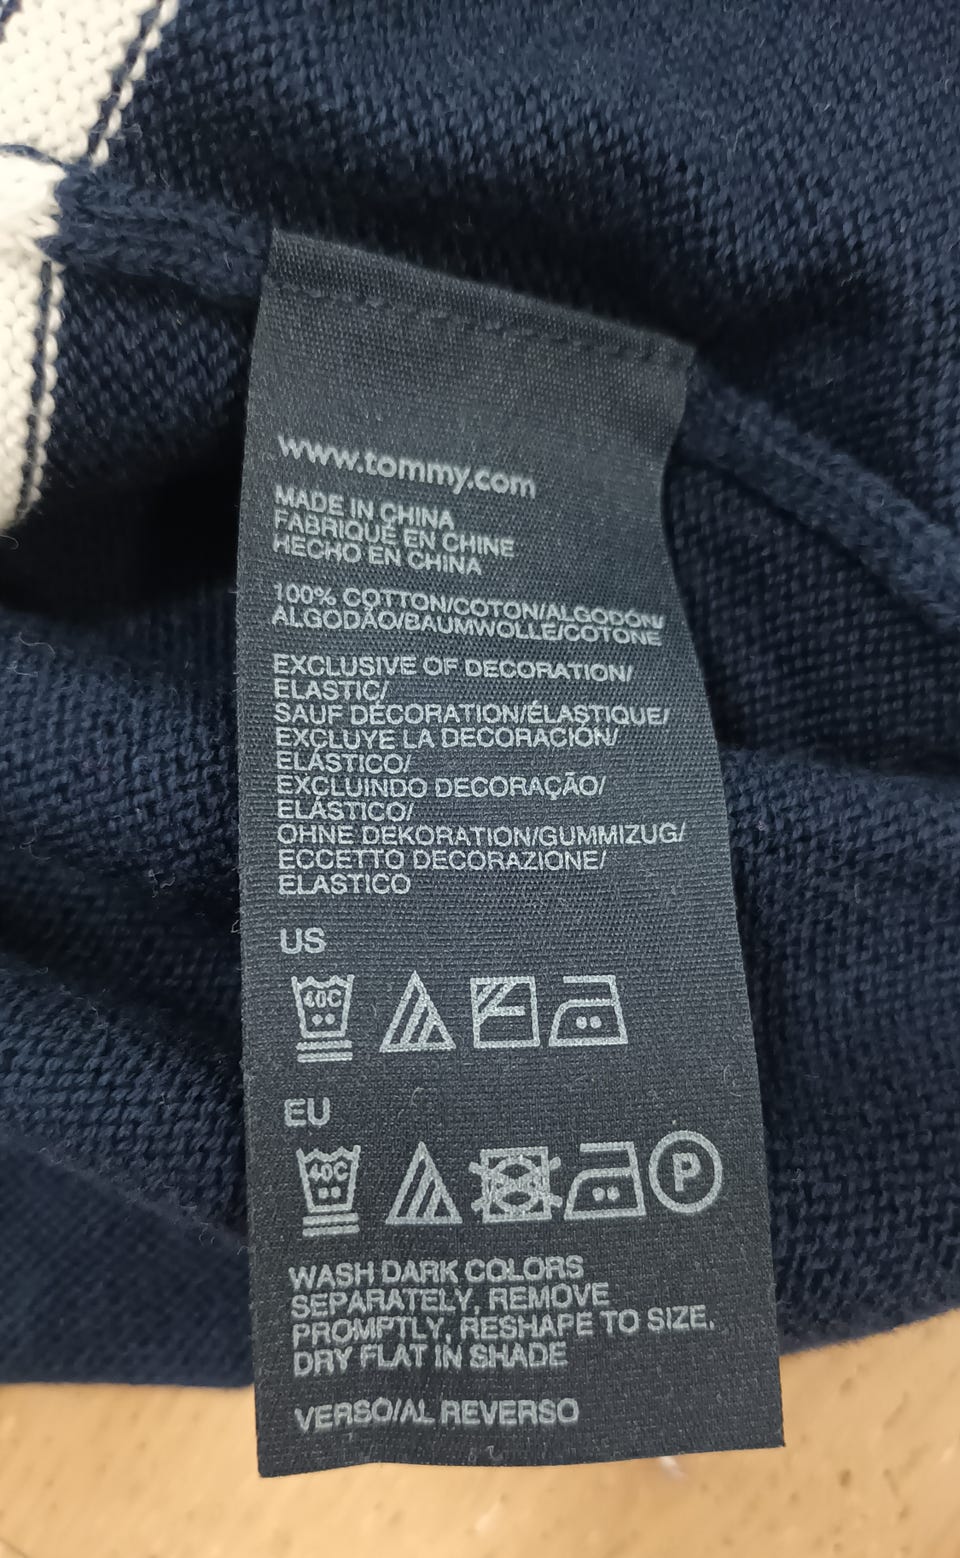 www.tommy.com
MADE IN CHINA
FABRIQUÉ EN CHINE
HECHO EN CHINA
100% COTTON/COTON/ALGODÓN/
ALGODÃO/BAUMWOLLE/COTONE
EXCLUSIVE OF DECORATION/
ELASTIC/
SAUF DÉCORATION/ÉLASTIQUE/
EXCLUYE LA DECORACIÓN/
ELÁSTICO/
EXCLUINDO DECORAÇÃO/
ELÁSTICO/
OHNE DEKORATION/GUMMIZUG/
ECCETTO DECORAZIONE/
ELASTICO
US
40C
EU
40C P
WASH DARK COLORS
SEPARATELY, REMOVE
PROMPTLY, RESHAPE TO SIZE,
DRY FLAT IN SHADE
VERSO/AL REVERSO